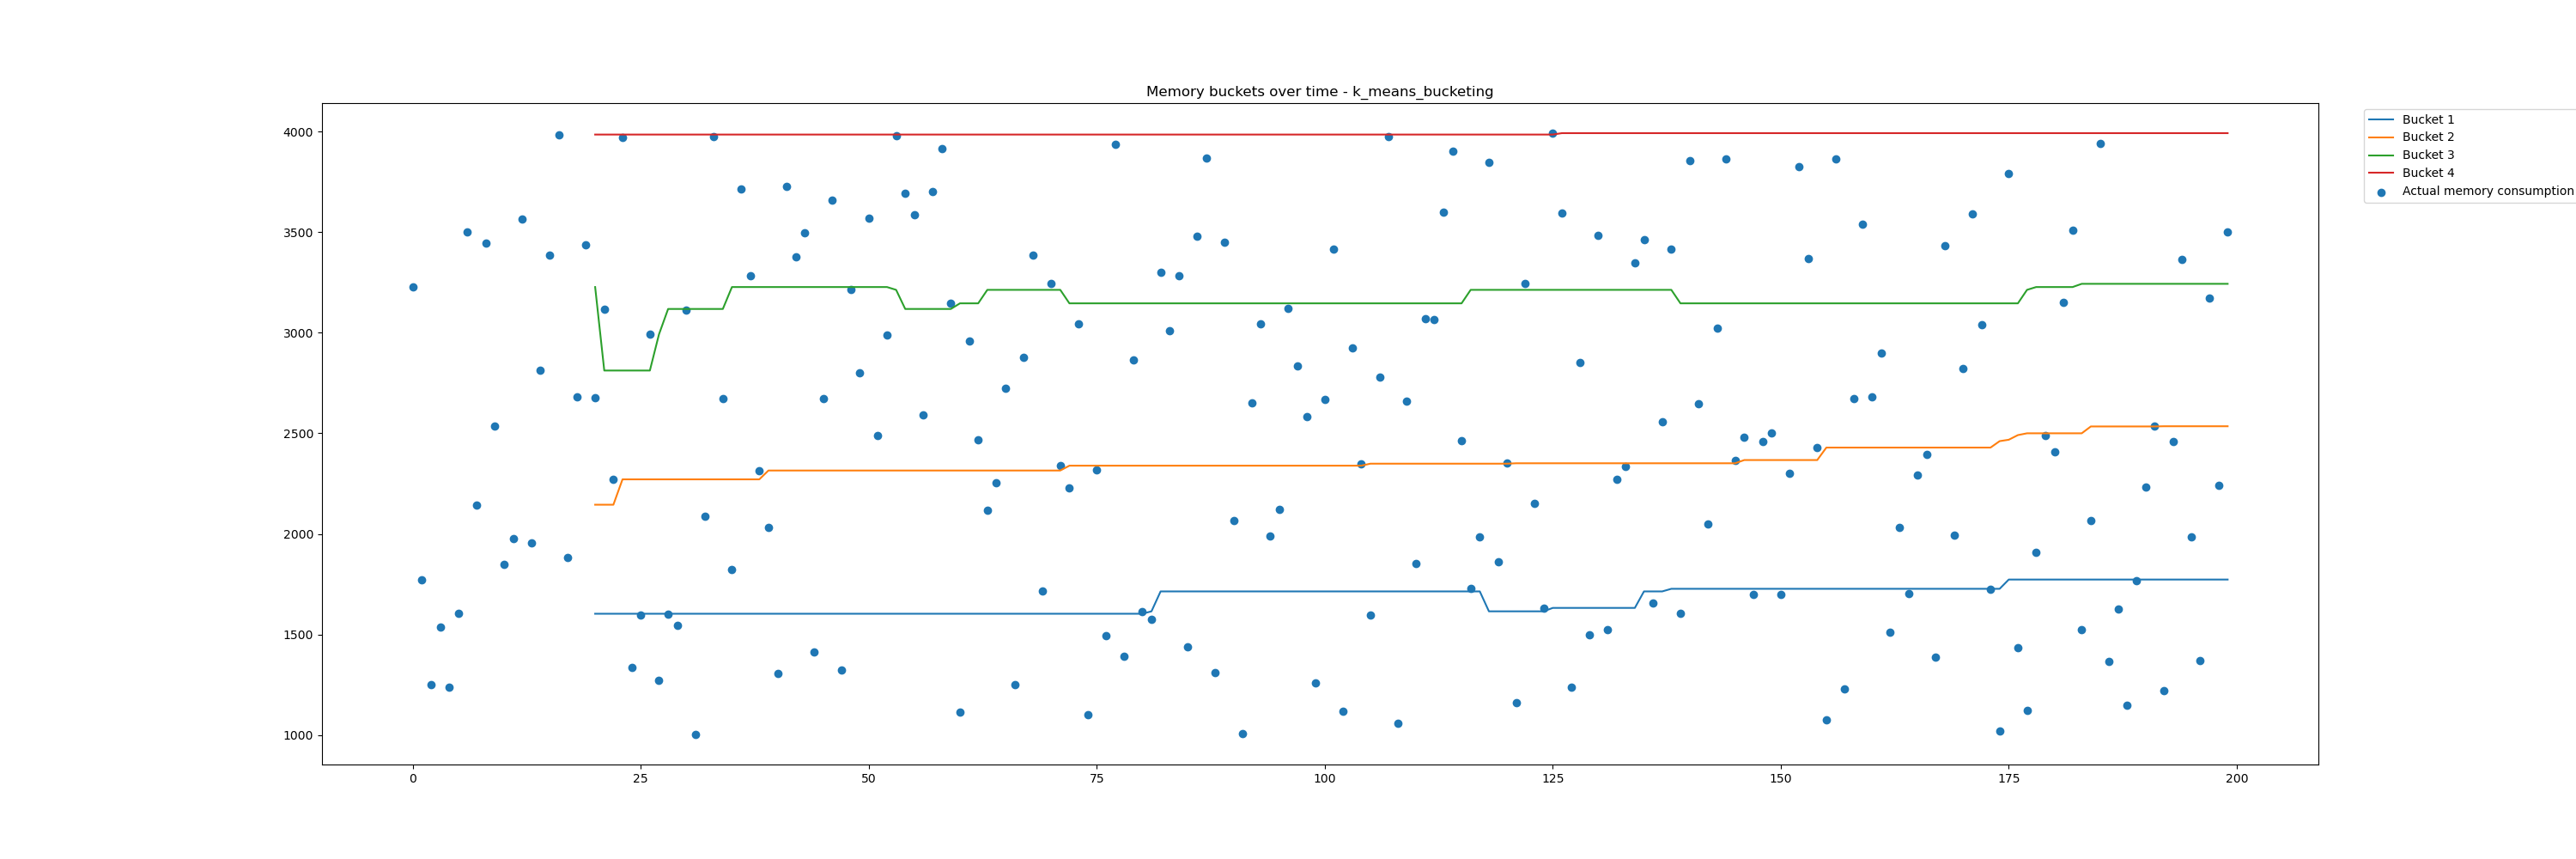 Memory buckets over time - k_means_bucketing
4000
3500
3000
2500
2000
1500
1000
0 25 50 75 100 125 150 175 200
Bucket 1
Bucket 2
Bucket 3
Bucket 4
Actual memory consumption